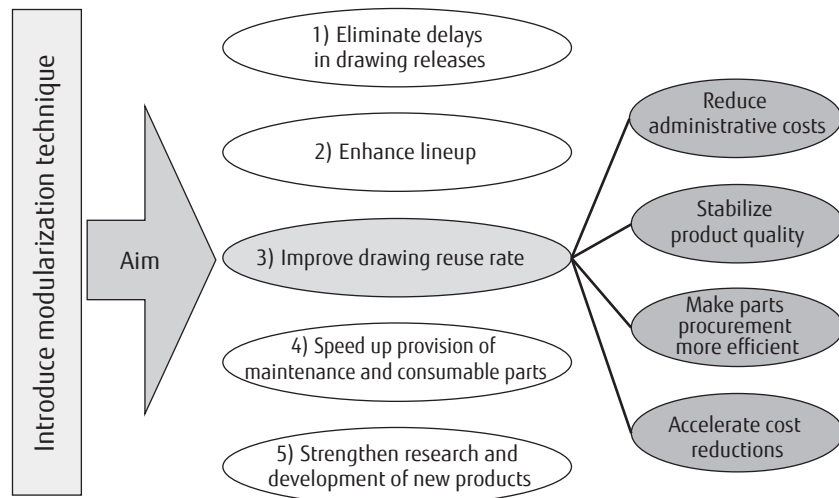 Introduce modularization technique
Aim
1) Eliminate delays
in drawing releases
2) Enhance lineup
3) Improve drawing reuse rate
4) Speed up provision of
maintenance and consumable parts
5) Strengthen research and
development of new products
Reduce
administrative costs
Stabilize
product quality
Make parts
procurement
more efficient
Accelerate cost
reductions